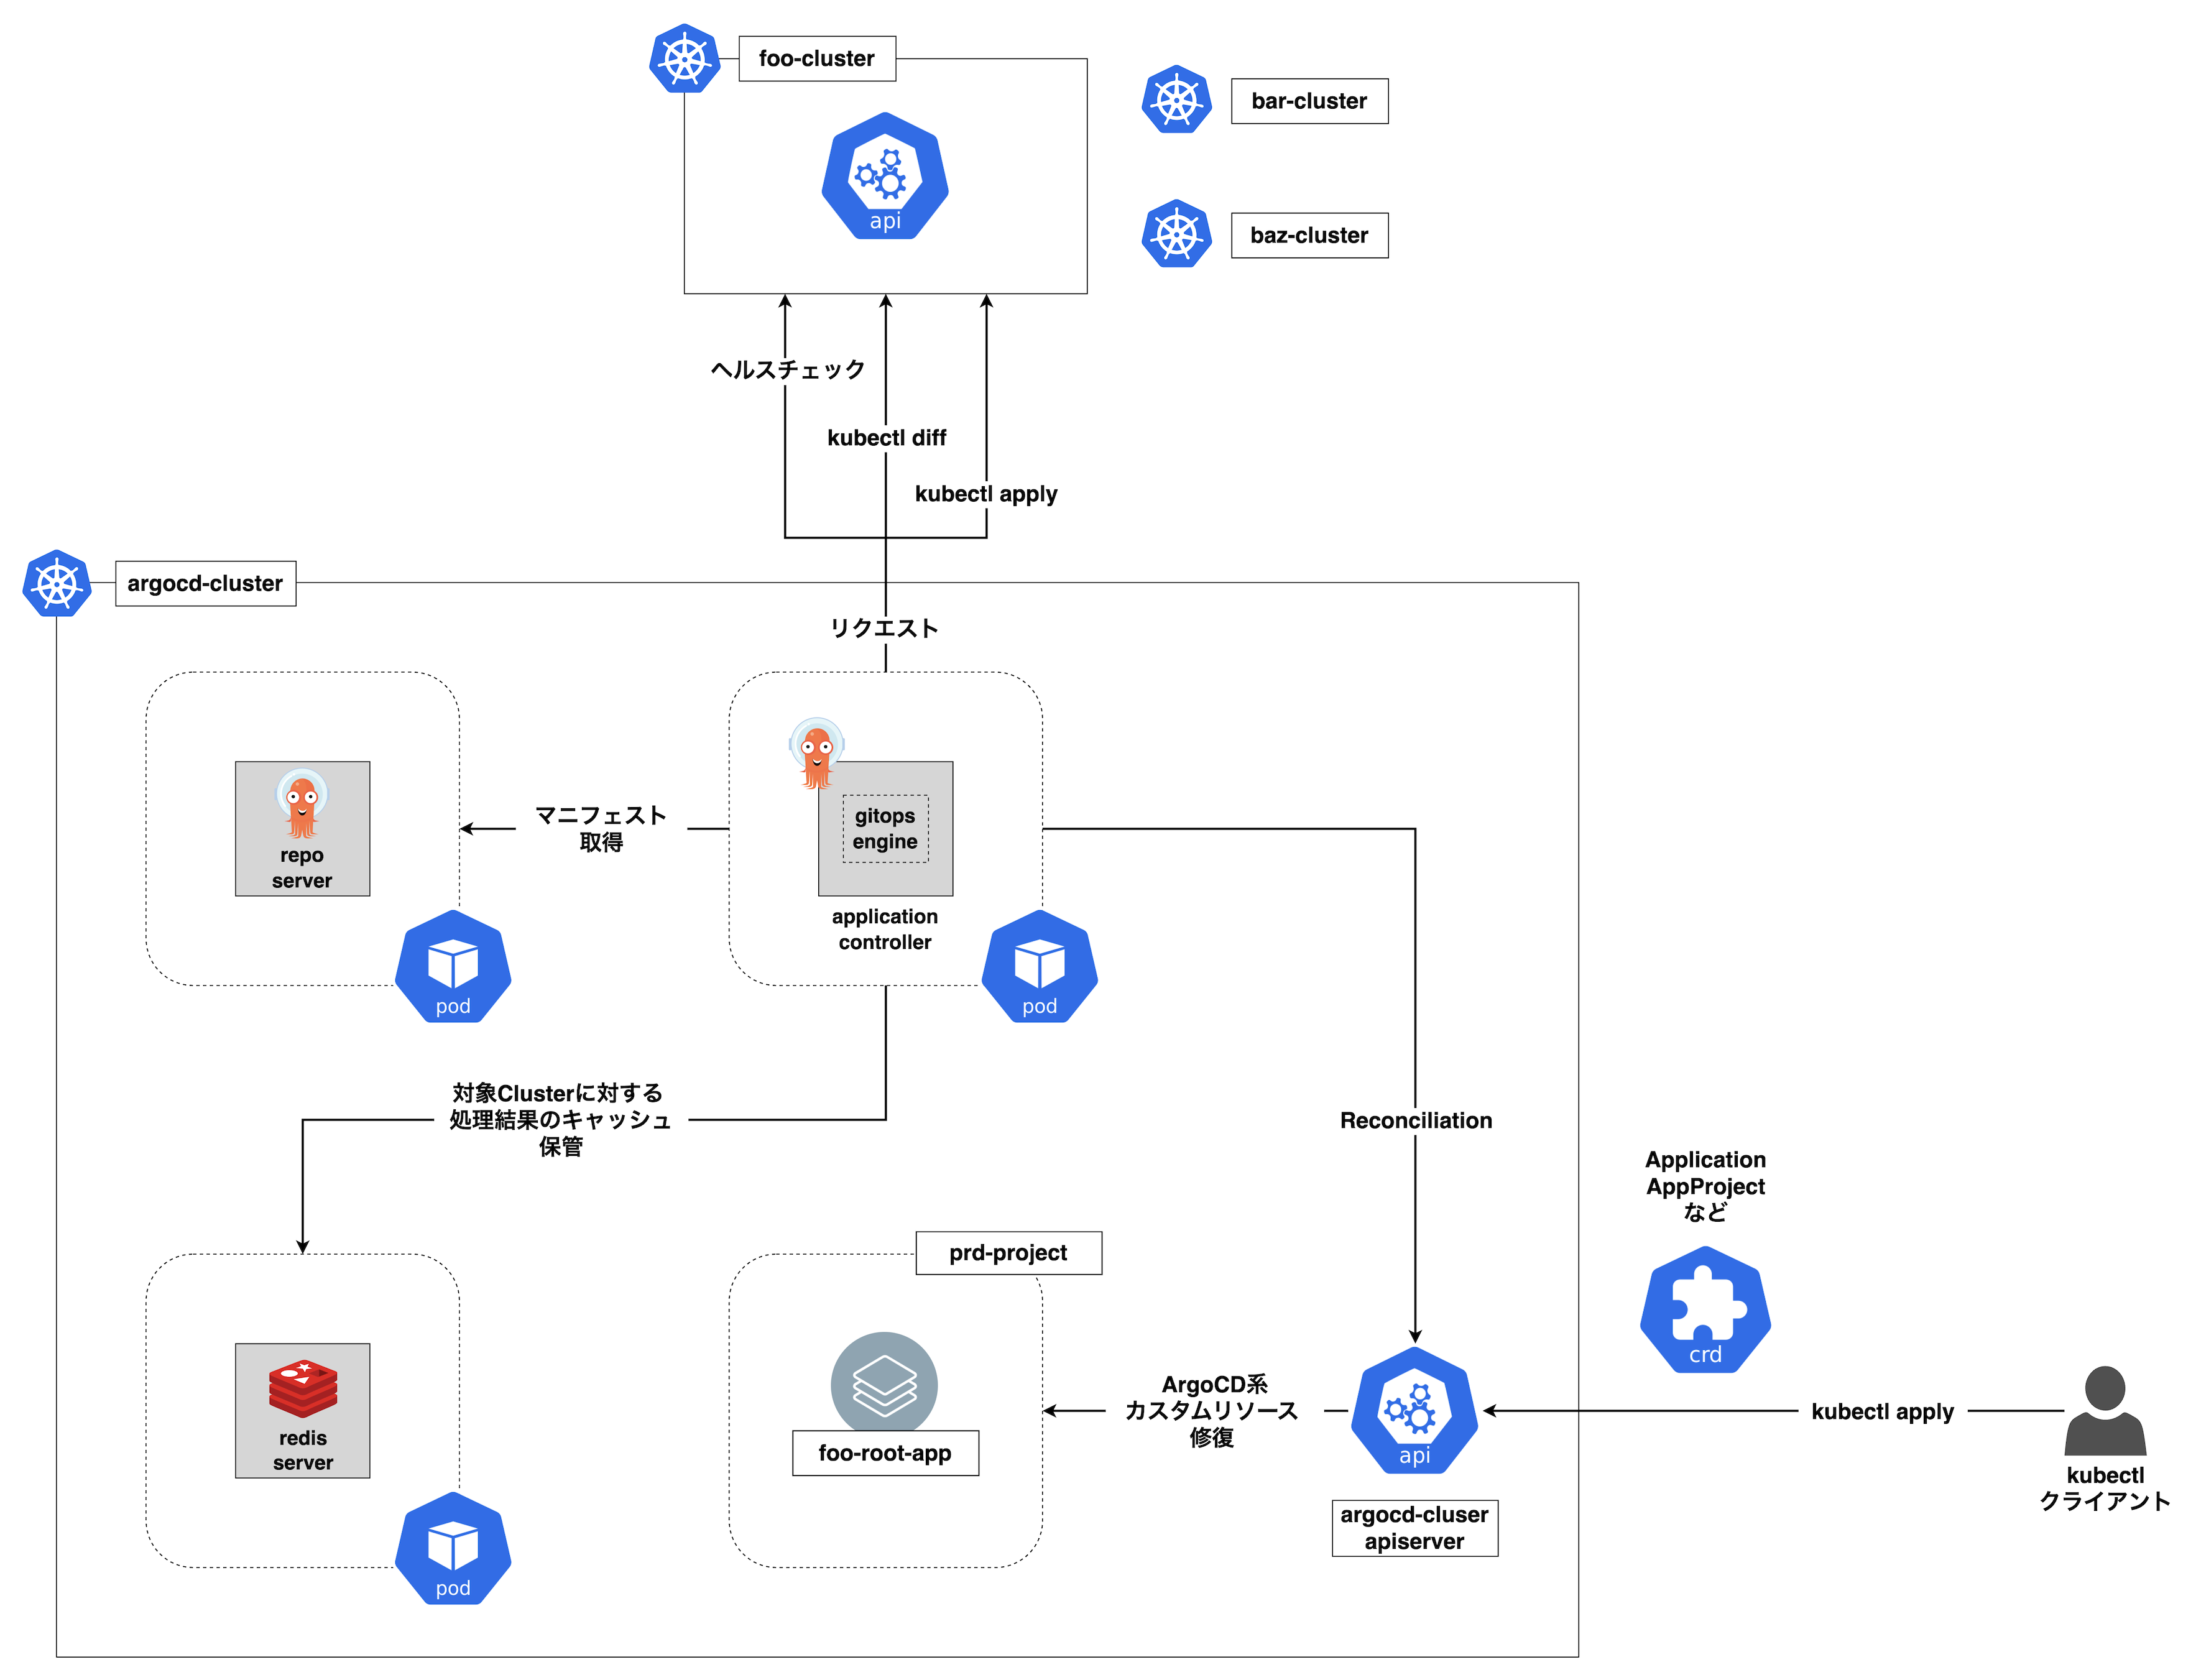 foo-cluster
api
bar-cluster
baz-cluster
ヘルスチェック
kubectl diff
kubectl apply
argocd-cluster
リクエスト
repo
server
pod
マニフェスト
取得
gitops
engine
application
controller
pod
対象Clusterに対する
処理結果のキャッシュ
保管
Reconciliation
Application
AppProject
など
crd
redis
server
pod
prd-project
foo-root-app
ArgoCD系
カスタムリソース
修復
api
argocd-cluser
apiserver
kubectl apply
kubectl
クライアント